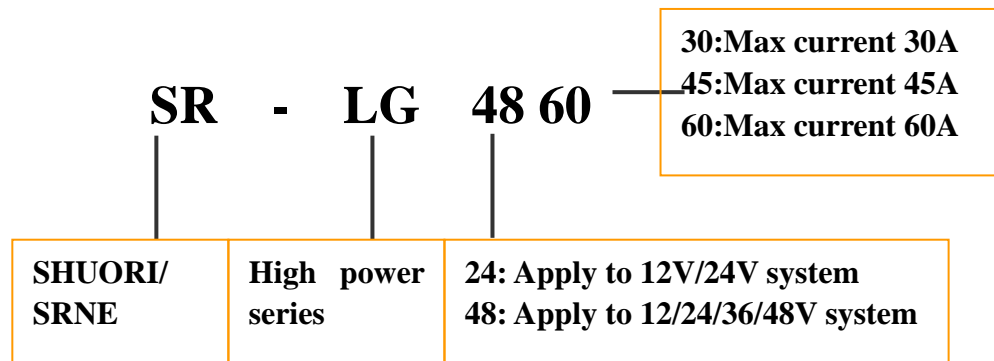 30:Max current 30A
45:Max current 45A
60:Max current 60A
SR - LG 48 60
SHUORI/
SRNE
High power
series
24: Apply to 12V/24V system
48: Apply to 12/24/36/48V system